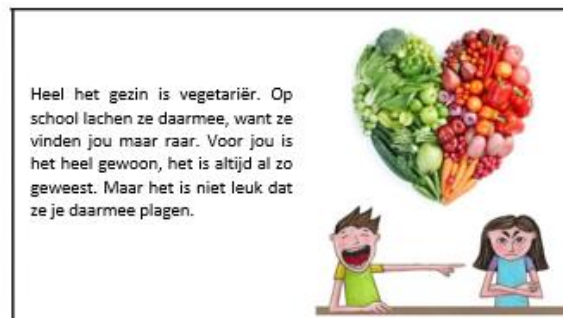 Heel het gezin is vegetariër. Op
school lachen ze daarmee, want ze
vinden jou maar raar. Voor jou is
het heel gewoon, het is altijd al zo
geweest. Maar het is niet leuk dat
ze je daarmee plagen.